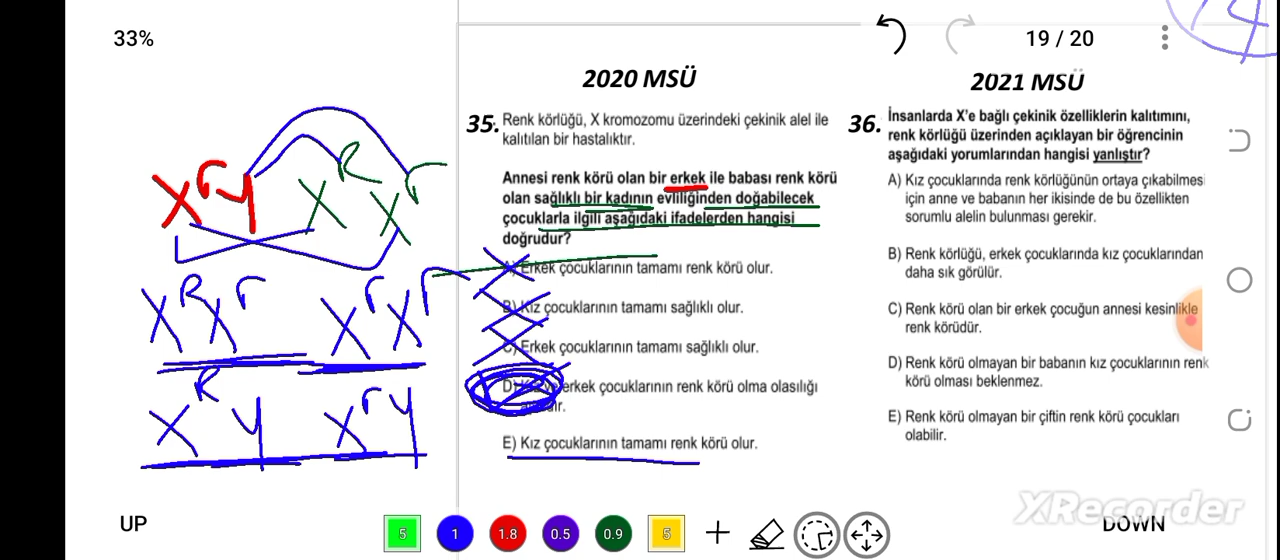 33%
19 / 20
2020 MSÜ
35. Renk körlüğü, X kromozomu üzerindeki çekinik alel ile
kalıtılan bir hastalıktır.
Annesi renk körü olan bir erkek ile babası renk körü
olan sağlıklı bir kadının evliliğinden doğabilecek
çocuklarla ilgili aşağıdaki ifadelerden hangisi
doğrudur?
A) Erkek çocuklarının tamamı renk körü olur.
B) Kız çocuklarının tamamı sağlıklı olur.
C) Erkek çocuklarının tamamı sağlıklı olur.
D) Kız ve erkek çocuklarının renk körü olma olasılığı
E) Kız çocuklarının tamamı renk körü olur.
2021 MSÜ
36. İnsanlarda X'e bağlı çekinik özelliklerin kalıtımını,
renk körlüğü üzerinden açıklayan bir öğrencinin
aşağıdaki yorumlarından hangisi yanlıştır?
A) Kız çocuklarında renk körlüğünün ortaya çıkabilmesi
için anne ve babanın her ikisinde de bu özellikten
sorumlu alelin bulunması gerekir.
B) Renk körlüğü, erkek çocuklarında kız çocuklarından
daha sık görülür.
C) Renk körü olan bir erkek çocuğun annesi kesinlikle
renk körüdür.
D) Renk körü olmayan bir babanın kız çocuklarının renk
körü olması beklenmez.
E) Renk körü olmayan bir çiftin renk körü çocukları
olabilir.
X^r y X^R X^r
X^R X^r X^r X^r
X^R y X^r y
UP
5 1 1.8 0.5 0.9 5
DOWN
XRecorder